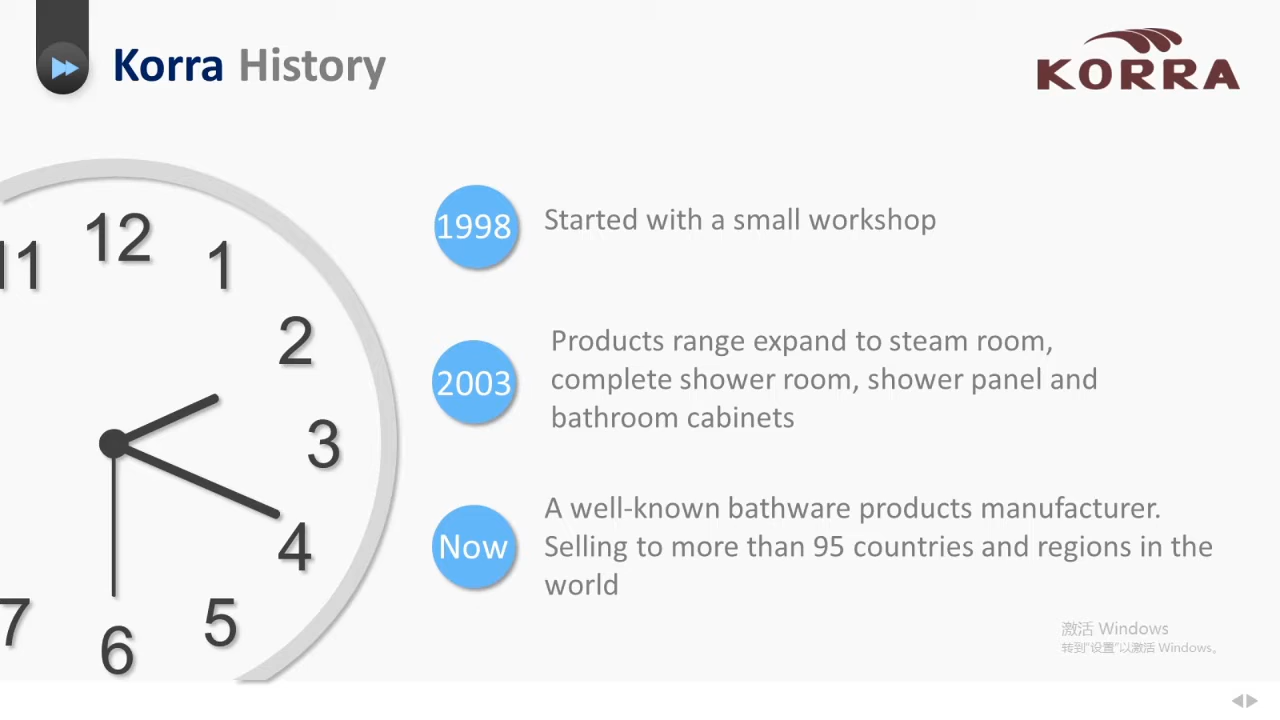 Korra History
KORRA
12
11
1
2
3
4
5
6
7
1998
Started with a small workshop
2003
Products range expand to steam room,
complete shower room, shower panel and
bathroom cabinets
Now
A well-known bathware products manufacturer.
Selling to more than 95 countries and regions in the
world
激活 Windows
转到“设置”以激活 Windows。